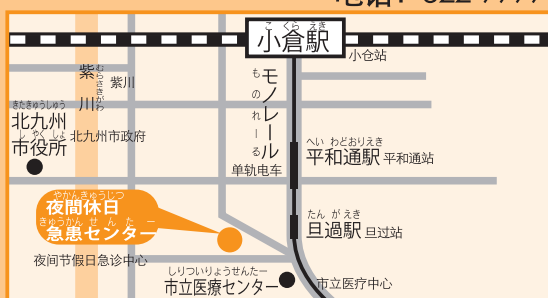 こ くら えき
小倉駅
小仓站
紫川
むらさきがわ
紫川
モノレール
ものれーる
单轨电车
きたきゅうしゅう
北九州
し やく しょ
市役所
北九州市政府
へい わどおりえき
平和通駅 平和通站
やかんきゅうじつ
夜間休日
きゅうかん せ ん た ー
急患センター
夜间节假日急诊中心
たん が えき
旦過駅 旦过站
しりついりょうせんたー
市立医療センター
市立医疗中心